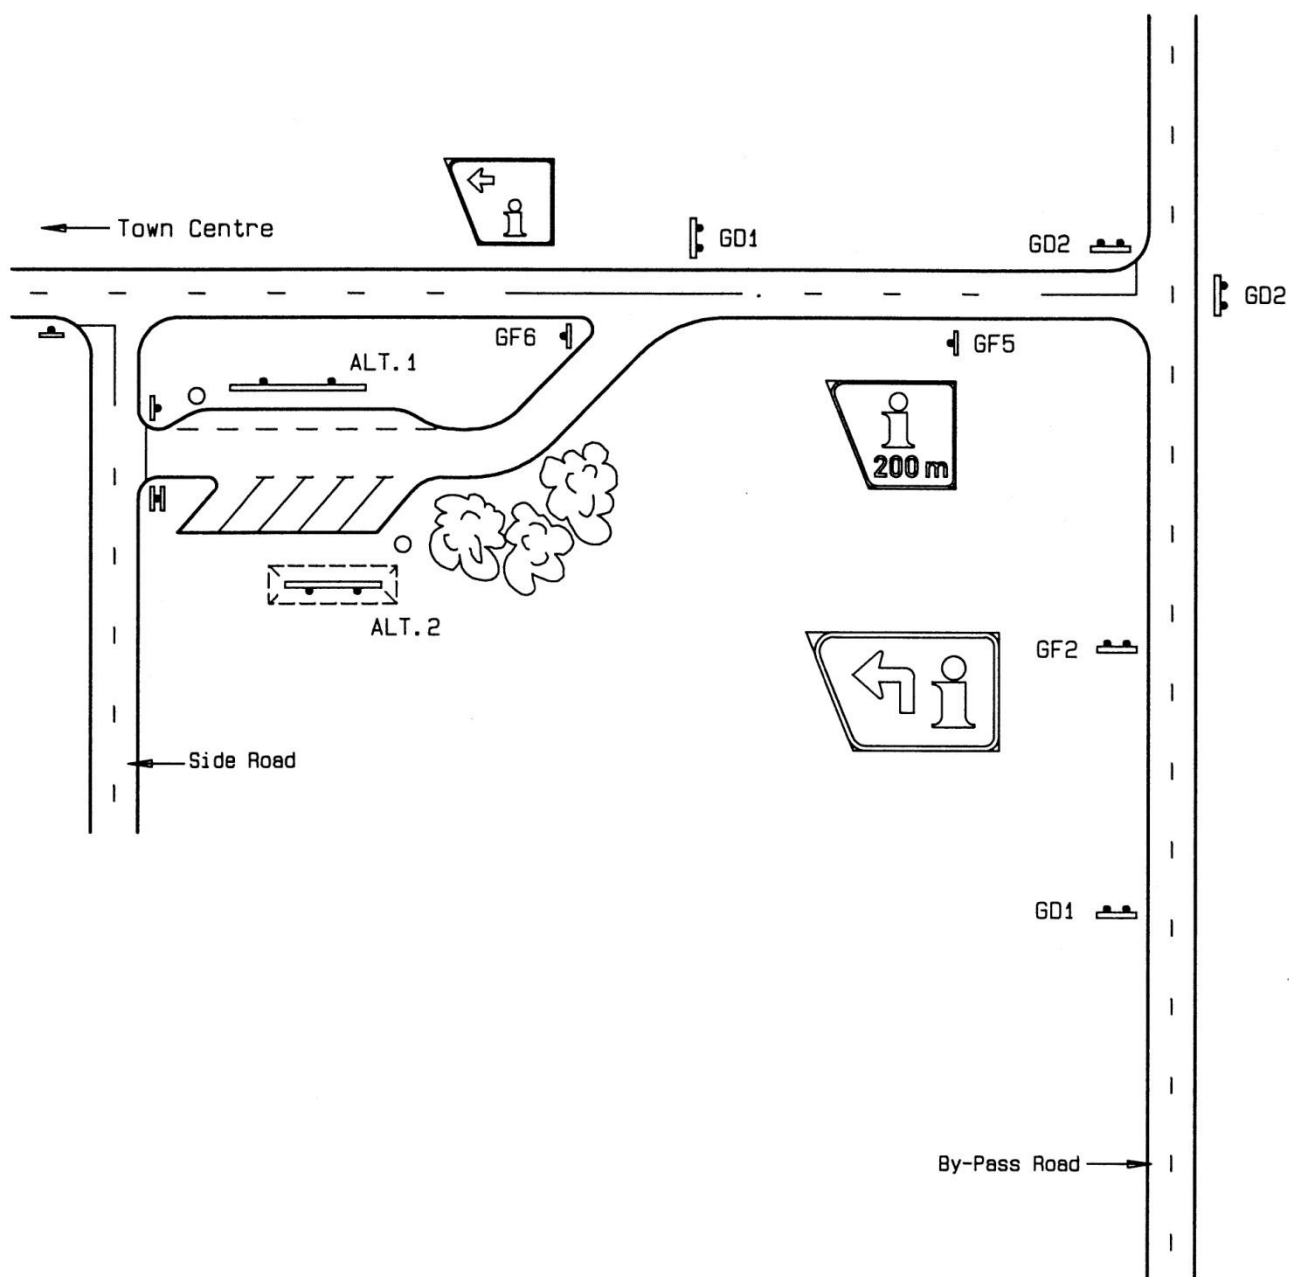 Town Centre
i
GD1
GD2
GD2
GF6
GF5
ALT.1
i
200 m
ALT.2
GF2
i
Side Road
GD1
By-Pass Road